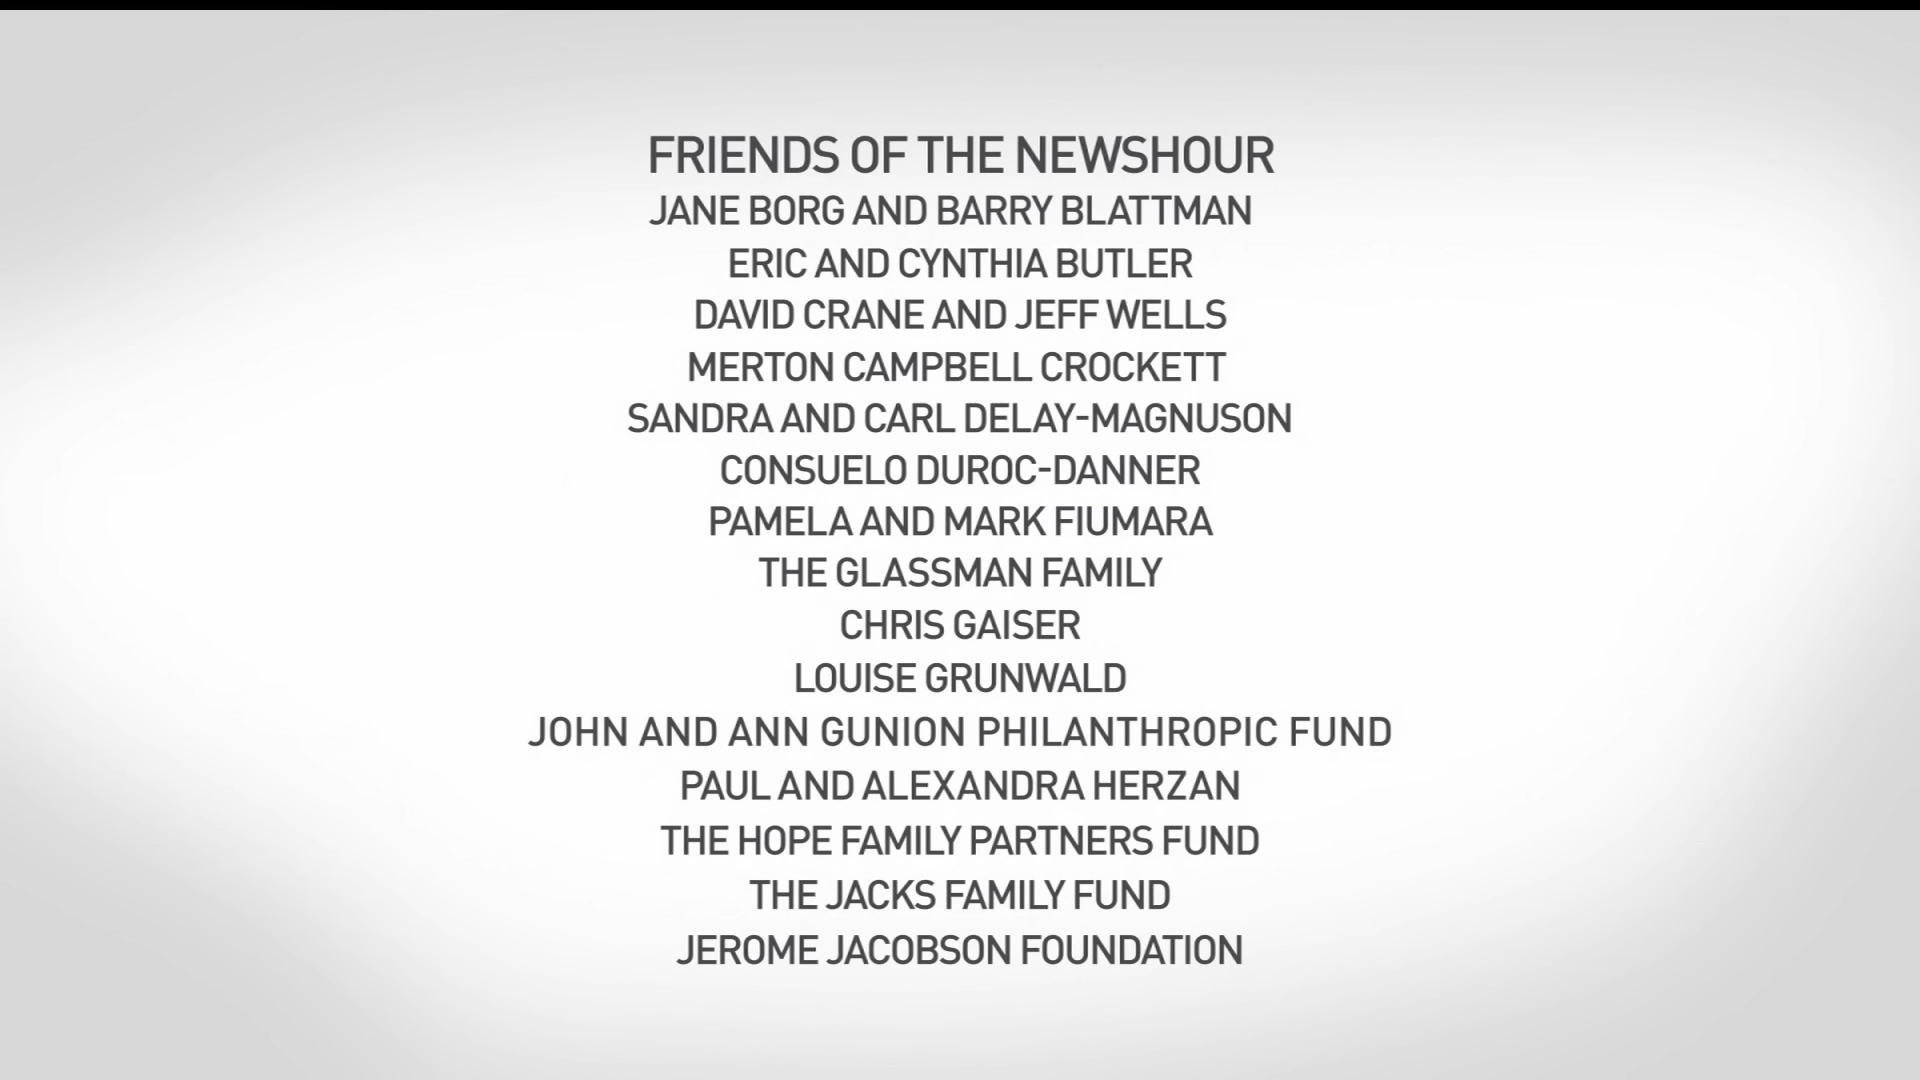 FRIENDS OF THE NEWSHOUR
JANE BORG AND BARRY BLATTMAN
ERIC AND CYNTHIA BUTLER
DAVID CRANE AND JEFF WELLS
MERTON CAMPBELL CROCKETT
SANDRA AND CARL DELAY-MAGNUSON
CONSUELO DUROC-DANNER
PAMELA AND MARK FIUMARA
THE GLASSMAN FAMILY
CHRIS GAISER
LOUISE GRUNWALD
JOHN AND ANN GUNION PHILANTHROPIC FUND
PAUL AND ALEXANDRA HERZAN
THE HOPE FAMILY PARTNERS FUND
THE JACKS FAMILY FUND
JEROME JACOBSON FOUNDATION